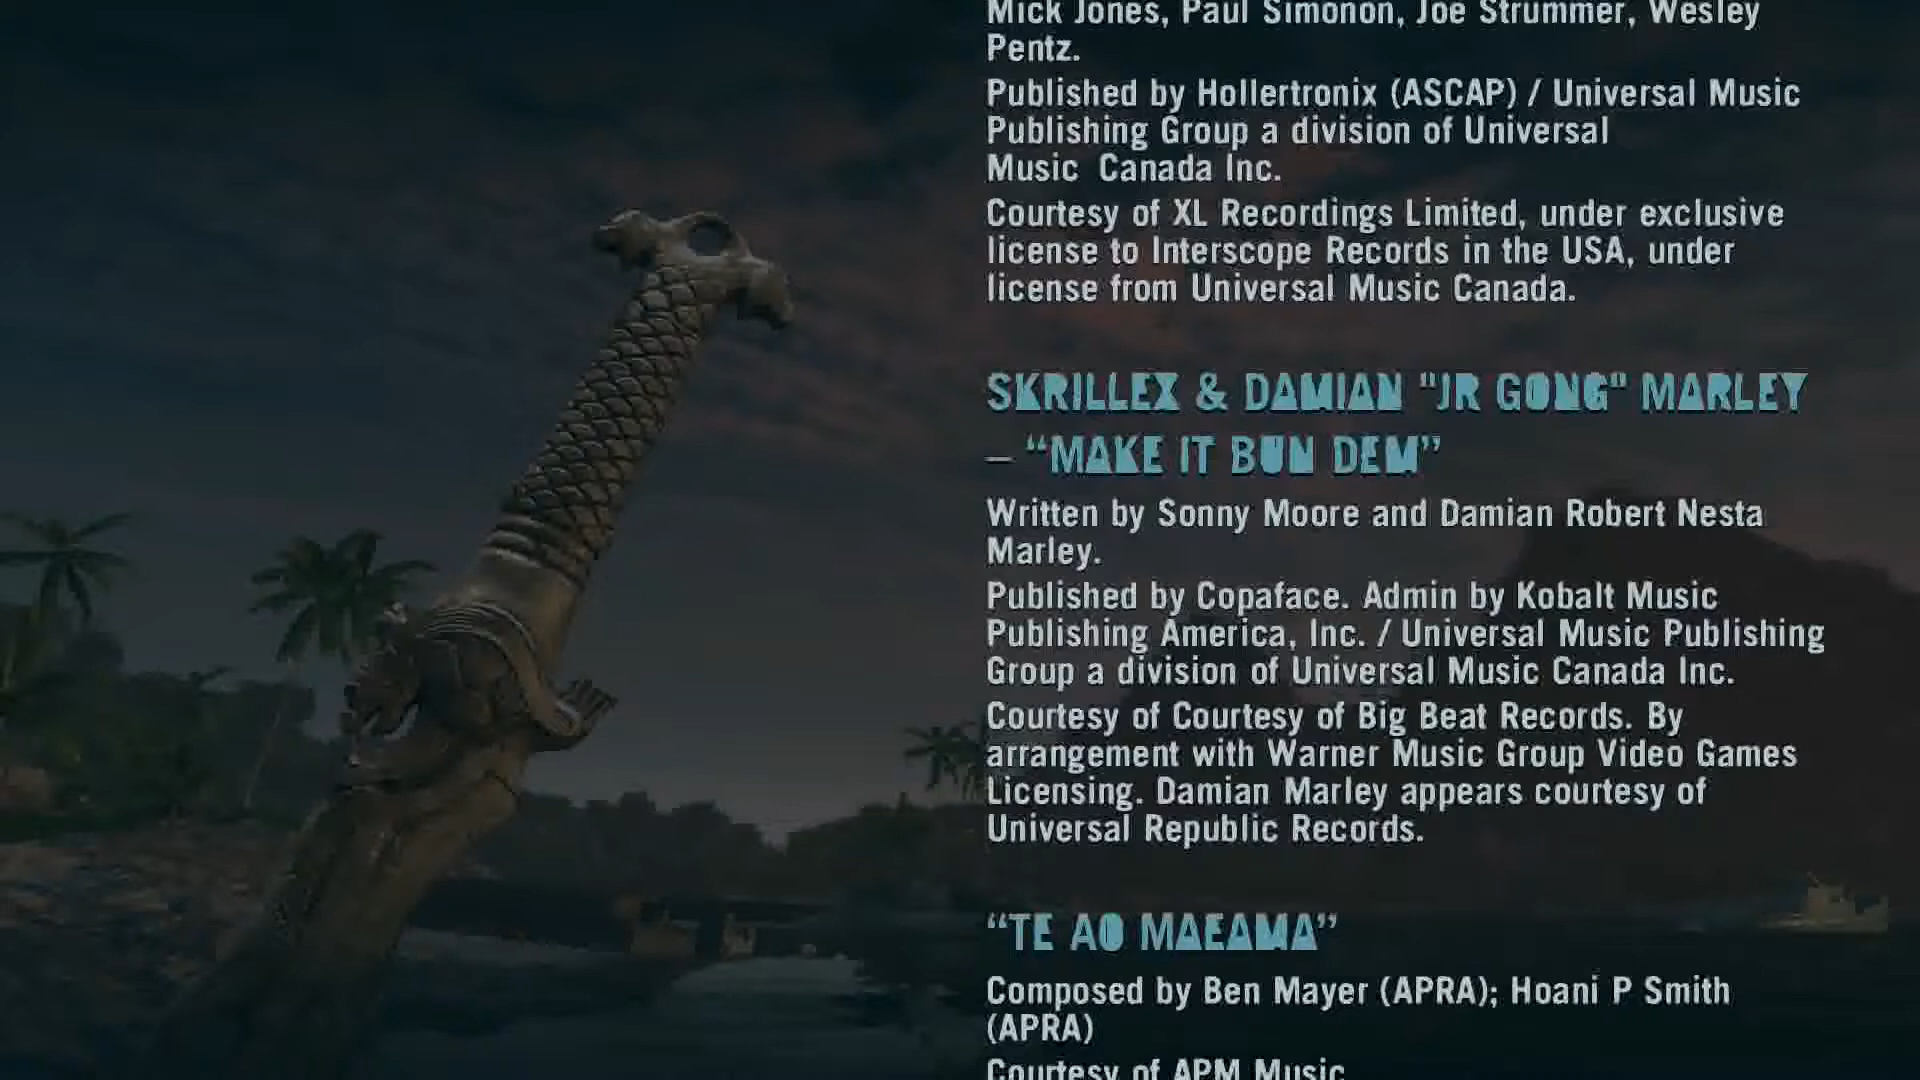 Mick Jones, Paul Simonon, Joe Strummer, Wesley
Pentz.
Published by Hollertronix (ASCAP) / Universal Music
Publishing Group a division of Universal
Music Canada Inc.
Courtesy of XL Recordings Limited, under exclusive
license to Interscope Records in the USA, under
license from Universal Music Canada.
SKRILLEX & DAMIAN "JR GONG" MARLEY
– “MAKE IT BUN DEM”
Written by Sonny Moore and Damian Robert Nesta
Marley.
Published by Copaface. Admin by Kobalt Music
Publishing America, Inc. / Universal Music Publishing
Group a division of Universal Music Canada Inc.
Courtesy of Courtesy of Big Beat Records. By
arrangement with Warner Music Group Video Games
Licensing. Damian Marley appears courtesy of
Universal Republic Records.
“TE AO MAEAMA”
Composed by Ben Mayer (APRA); Hoani P Smith
(APRA)
Courtesy of APM Music